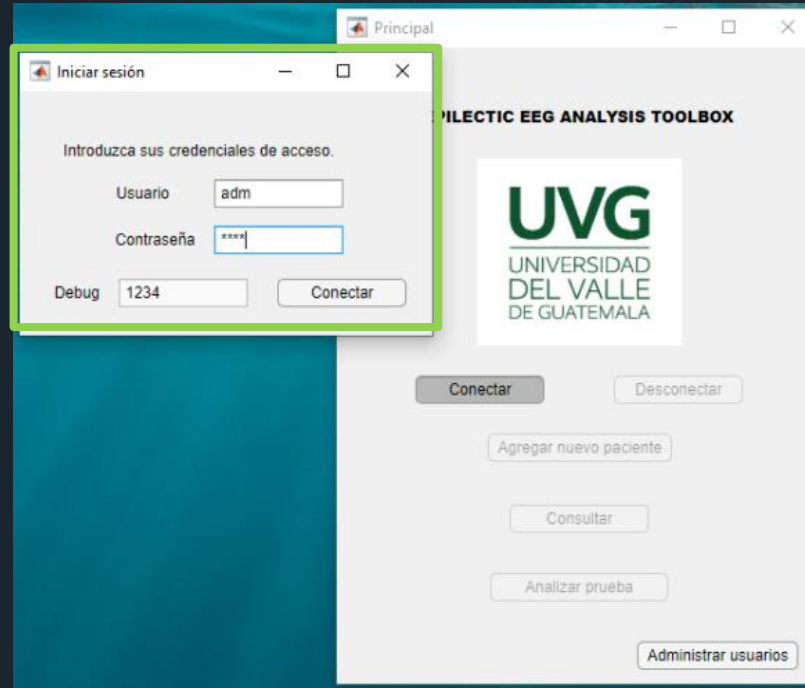 Iniciar sesión
Introduzca sus credenciales de acceso.
Usuario
adm
Contraseña
****
Debug
1234
Conectar
Principal
PILECTIC EEG ANALYSIS TOOLBOX
UVG
UNIVERSIDAD
DEL VALLE
DE GUATEMALA
Conectar
Desconectar
Agregar nuevo paciente
Consultar
Analizar prueba
Administrar usuarios